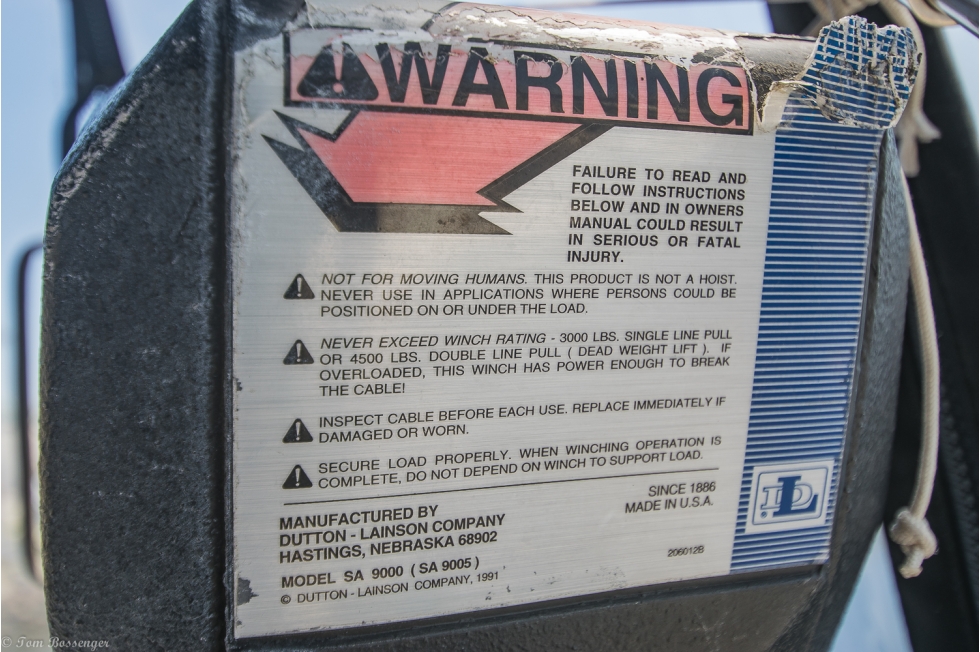 WARNING
FAILURE TO READ AND
FOLLOW INSTRUCTIONS
BELOW AND IN OWNERS
MANUAL COULD RESULT
IN SERIOUS OR FATAL
INJURY.
NOT FOR MOVING HUMANS. THIS PRODUCT IS NOT A HOIST.
NEVER USE IN APPLICATIONS WHERE PERSONS COULD BE
POSITIONED ON OR UNDER THE LOAD.
NEVER EXCEED WINCH RATING - 3000 LBS. SINGLE LINE PULL
OR 4500 LBS. DOUBLE LINE PULL ( DEAD WEIGHT LIFT ). IF
OVERLOADED, THIS WINCH HAS POWER ENOUGH TO BREAK
THE CABLE!
INSPECT CABLE BEFORE EACH USE. REPLACE IMMEDIATELY IF
DAMAGED OR WORN.
SECURE LOAD PROPERLY. WHEN WINCHING OPERATION IS
COMPLETE, DO NOT DEPEND ON WINCH TO SUPPORT LOAD.
SINCE 1886
MADE IN U.S.A.
MANUFACTURED BY
DUTTON - LAINSON COMPANY
HASTINGS, NEBRASKA 68902
206012B
MODEL SA 9000 ( SA 9005 )
© DUTTON - LAINSON COMPANY, 1991
DL®
© Tom Bossenger